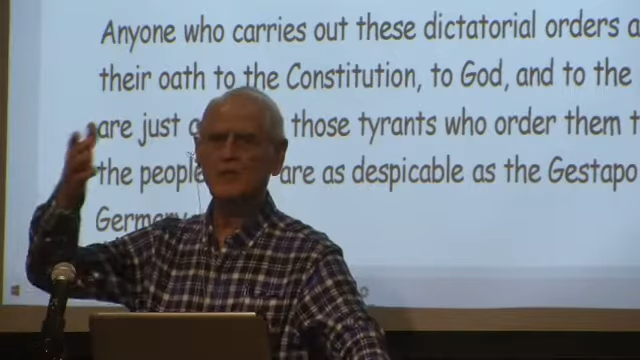 Anyone who carries out these dictatorial orders a
their oath to the Constitution, to God, and to the
are just those tyrants who order them t
the people are as despicable as the Gestapo
Germany